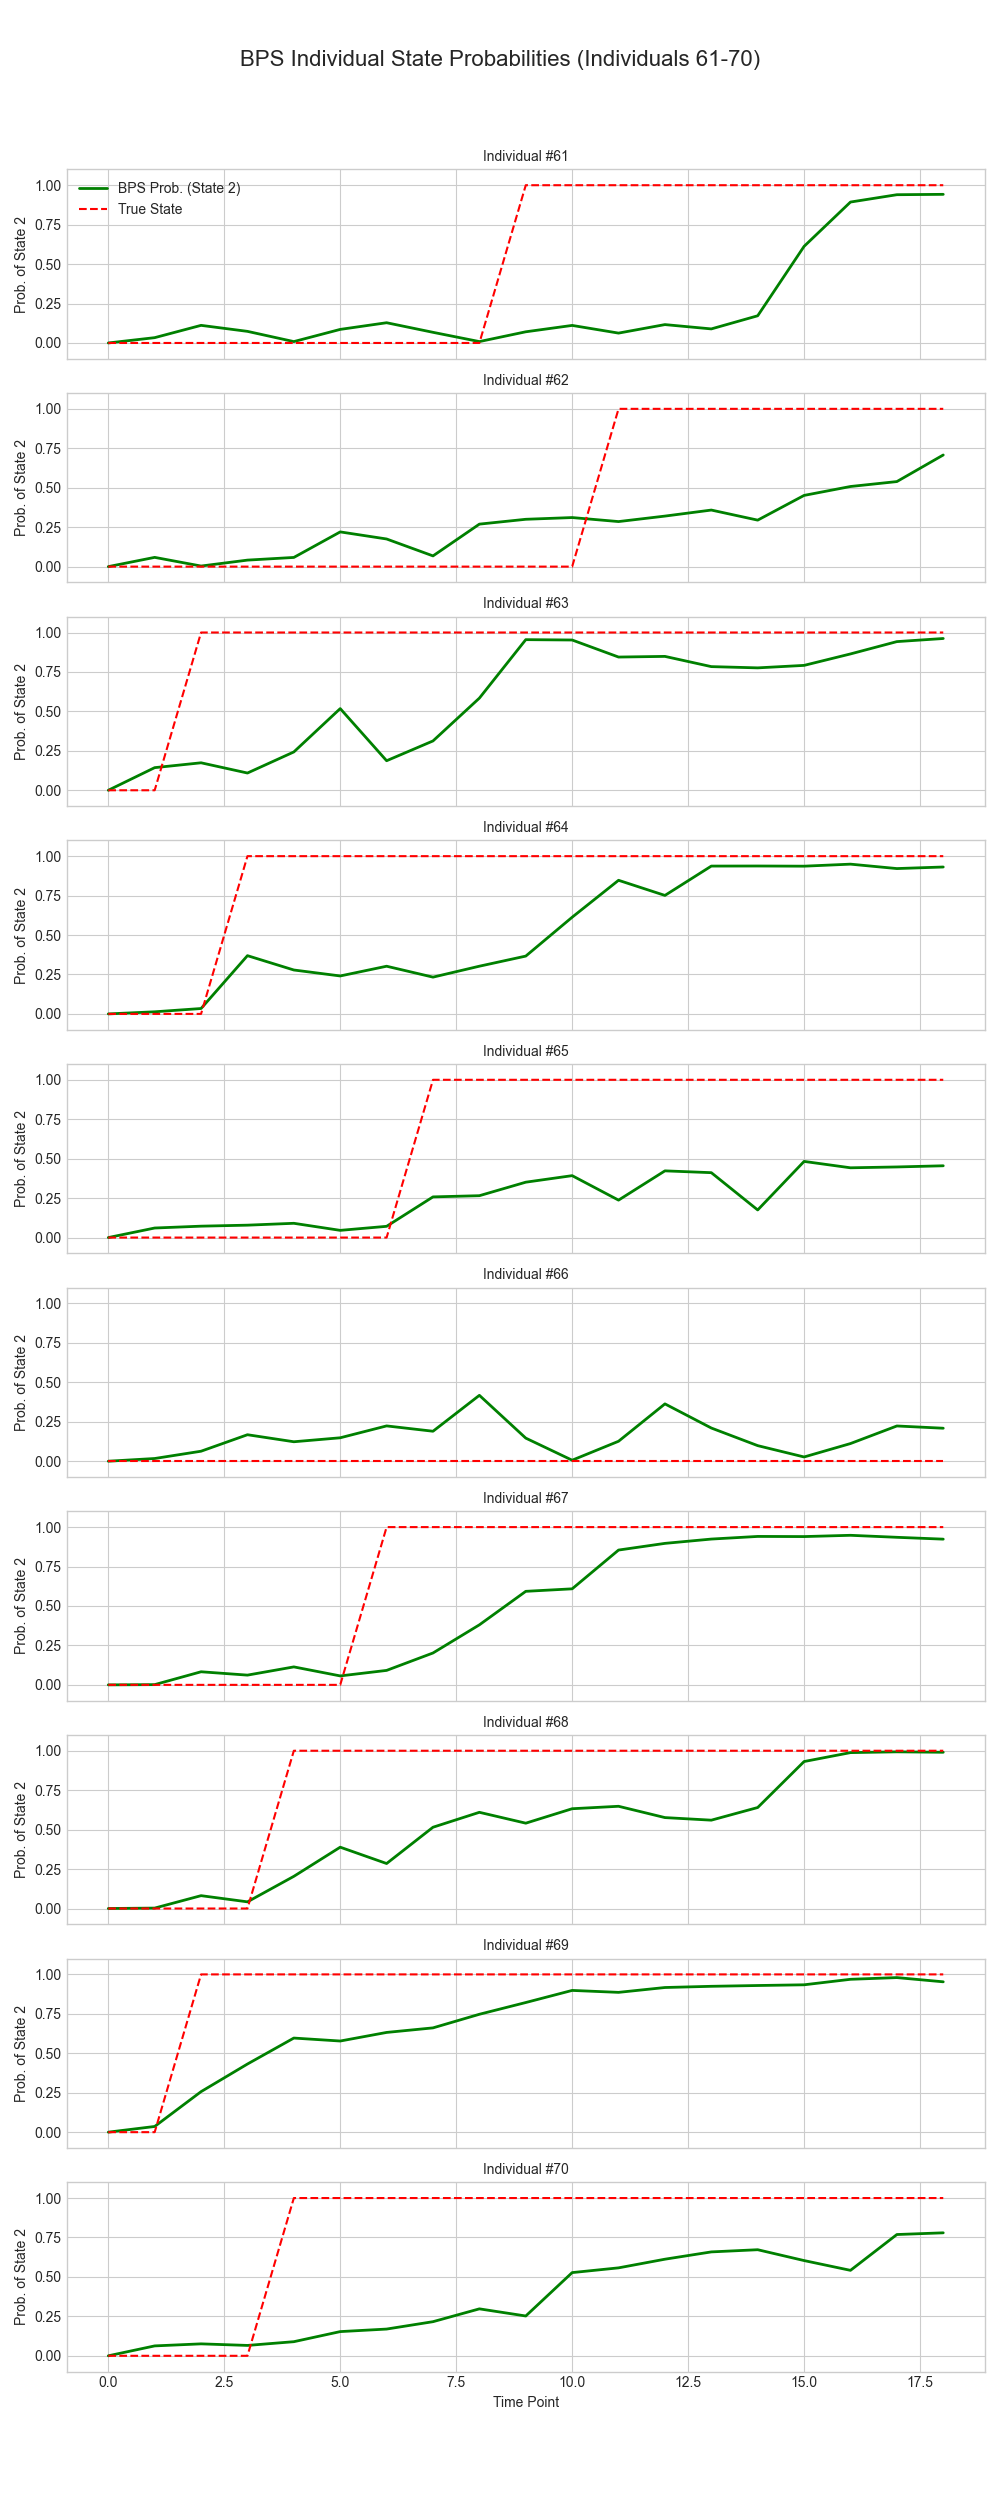 BPS Individual State Probabilities (Individuals 61-70)
Individual #61
BPS Prob. (State 2)
True State
1.00
0.75
0.50
0.25
0.00
Prob. of State 2
Individual #62
1.00
0.75
0.50
0.25
0.00
Prob. of State 2
Individual #63
1.00
0.75
0.50
0.25
0.00
Prob. of State 2
Individual #64
1.00
0.75
0.50
0.25
0.00
Prob. of State 2
Individual #65
1.00
0.75
0.50
0.25
0.00
Prob. of State 2
Individual #66
1.00
0.75
0.50
0.25
0.00
Prob. of State 2
Individual #67
1.00
0.75
0.50
0.25
0.00
Prob. of State 2
Individual #68
1.00
0.75
0.50
0.25
0.00
Prob. of State 2
Individual #69
1.00
0.75
0.50
0.25
0.00
Prob. of State 2
Individual #70
1.00
0.75
0.50
0.25
0.00
Prob. of State 2
0.0 2.5 5.0 7.5 10.0 12.5 15.0 17.5
Time Point